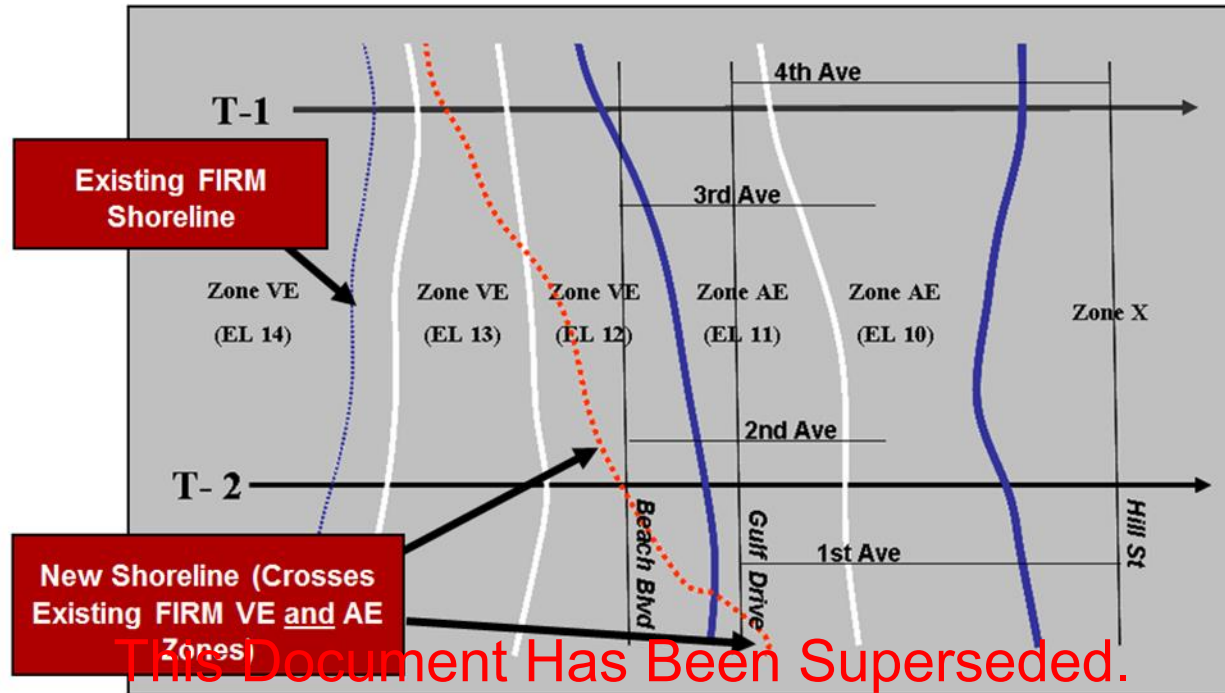 4th Ave
T-1
Existing FIRM
Shoreline
3rd Ave
Zone VE
(EL 14)
Zone VE
(EL 13)
Zone VE
(EL 12)
Zone AE
(EL 11)
Zone AE
(EL 10)
Zone X
2nd Ave
T- 2
Beach Blvd
Gulf Drive
Hill St
1st Ave
New Shoreline (Crosses
Existing FIRM VE and AE
Zones)
This Document Has Been Superseded.